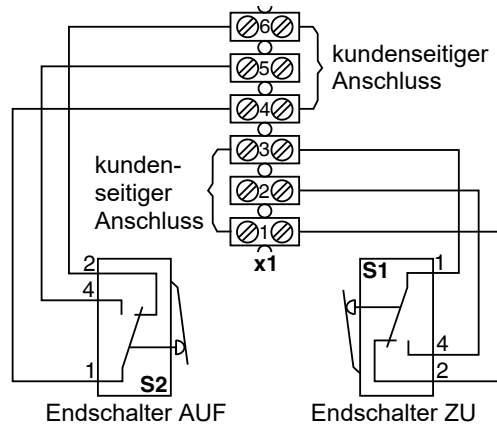 6
kundenseitiger
Anschluss
5
4
3
kunden-
seitiger
Anschluss
2
1
x1
2
4
1
S2
S1
1
4
2
Endschalter AUF
Endschalter ZU